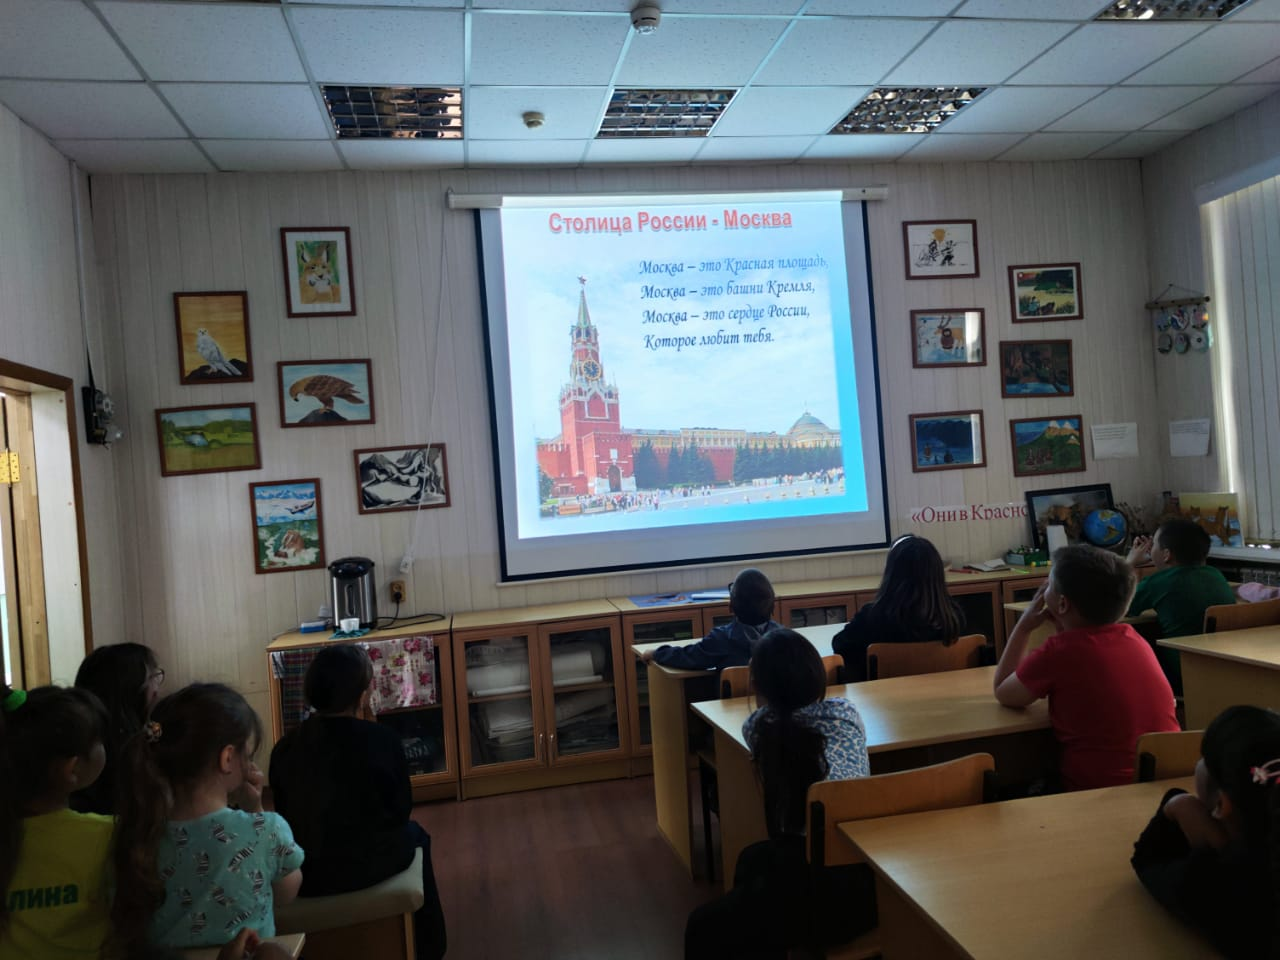 Столица России - Москва
Москва – это Красная площадь,
Москва – это башни Кремля,
Москва – это сердце России,
Которое любит тебя.
«Они в Красно
лина